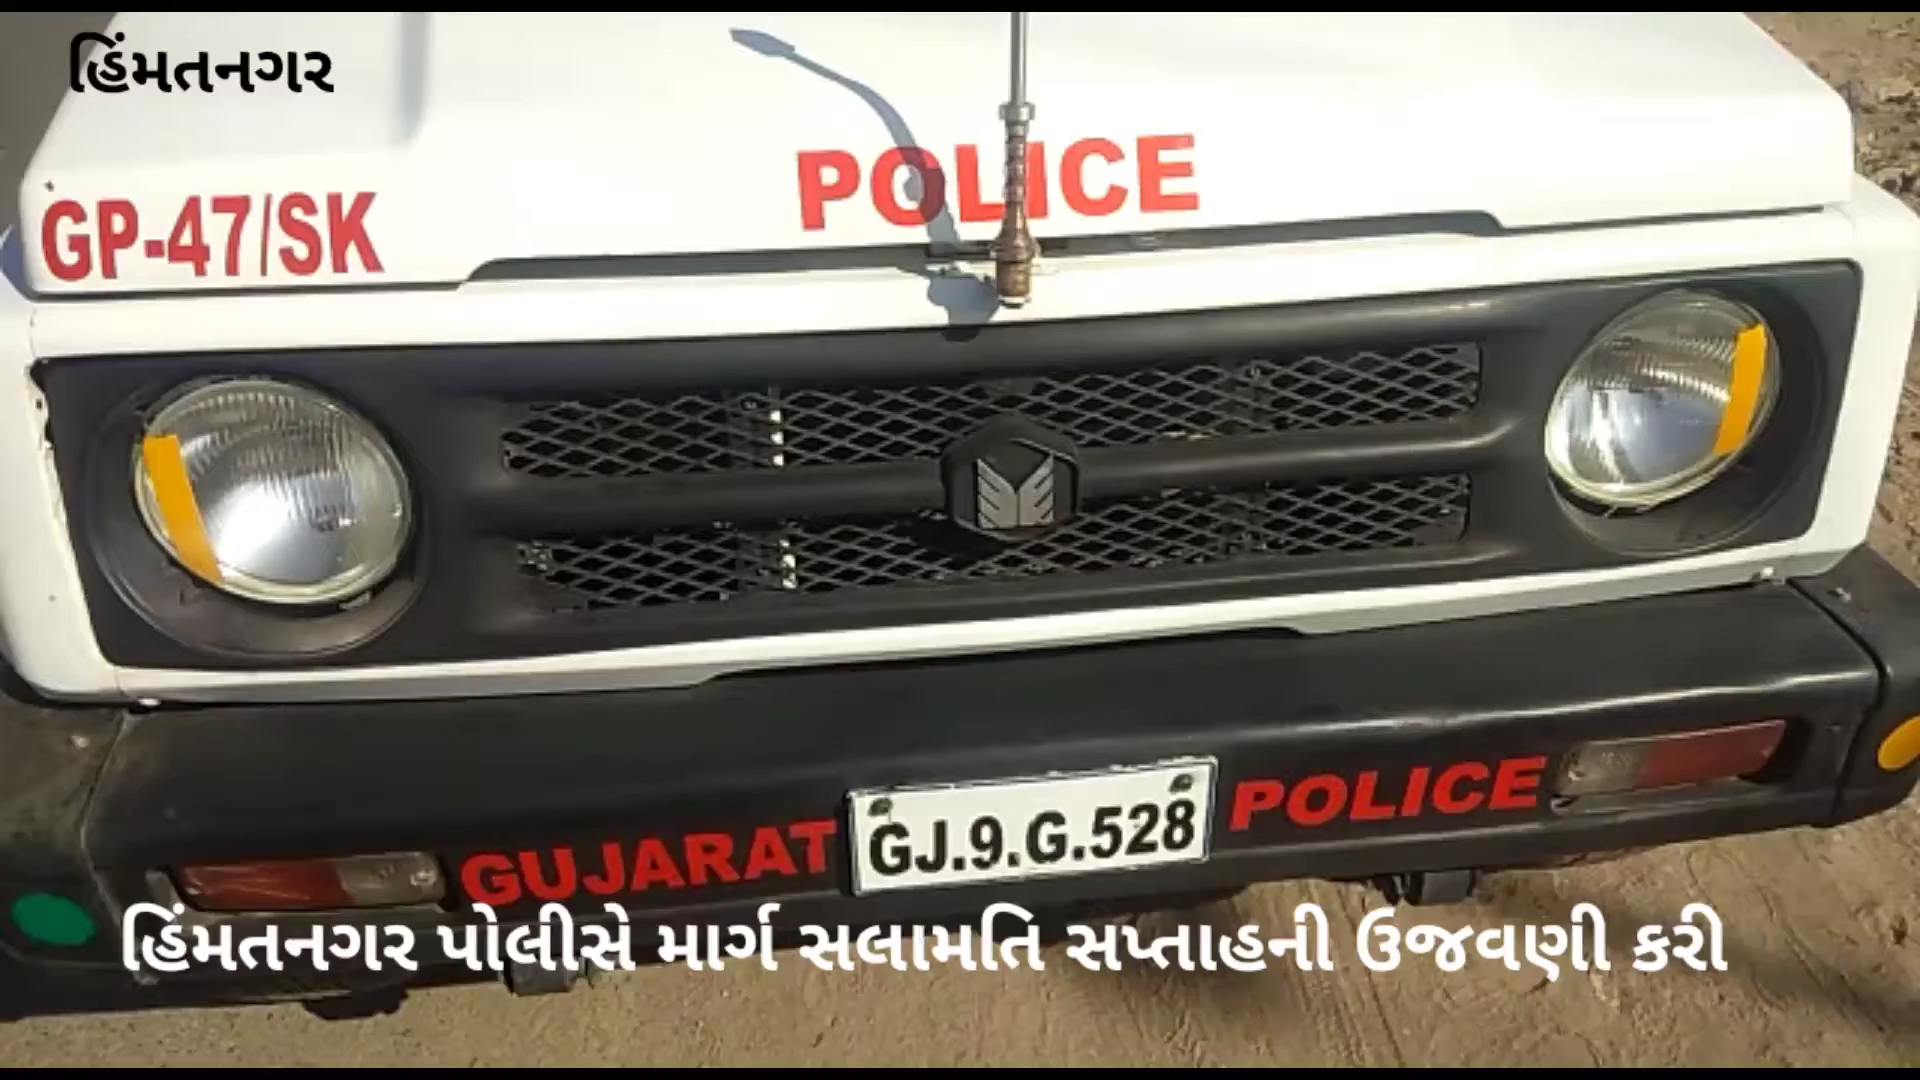 હિંમતનગર
POLICE
GP-47/SK
GUJARAT GJ.9.G.528 POLICE
હિંમતનગર પોલીસે માર્ગ સલામતિ સપ્તાહની ઉજવણી કરી